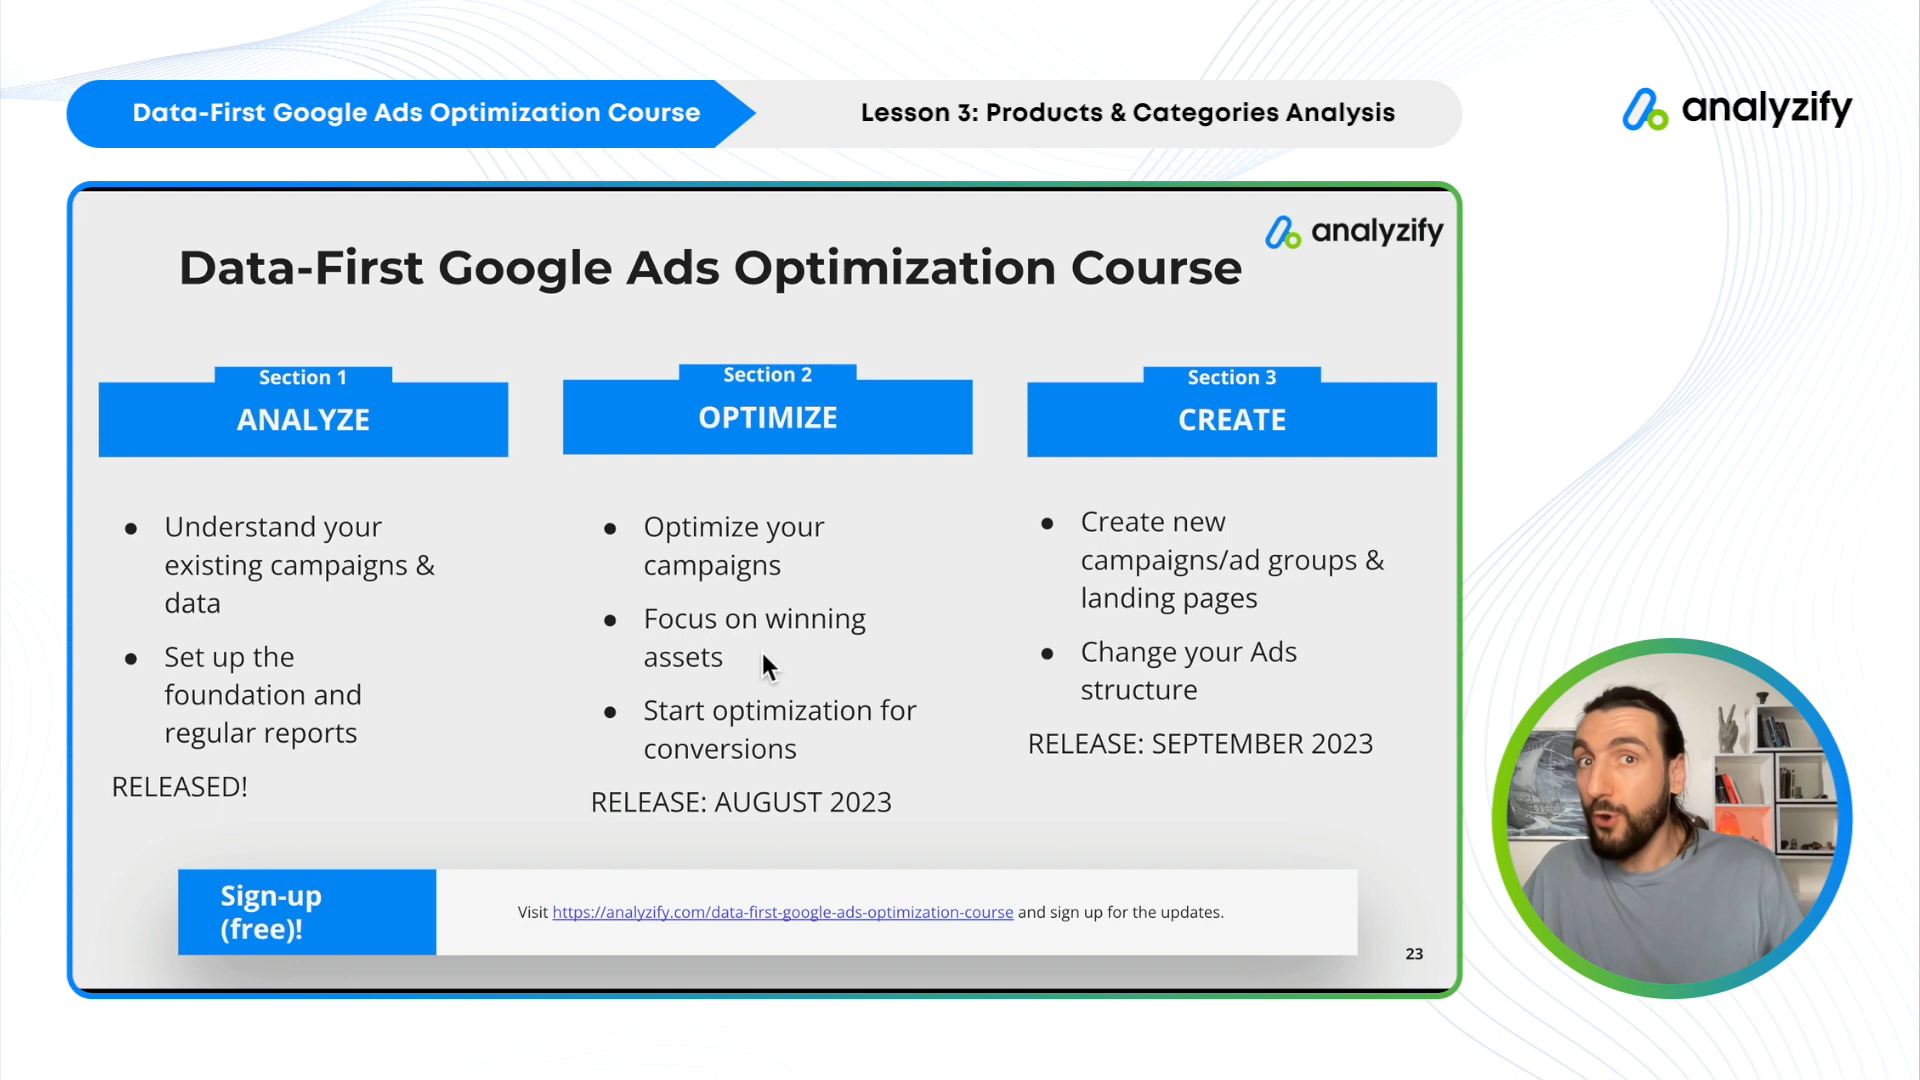 Data-First Google Ads Optimization Course
Lesson 3: Products & Categories Analysis
analyzify
analyzify
Data-First Google Ads Optimization Course
Section 1
ANALYZE
● Understand your
existing campaigns &
data
● Set up the
foundation and
regular reports
RELEASED!
Section 2
OPTIMIZE
● Optimize your
campaigns
● Focus on winning
assets
● Start optimization for
conversions
RELEASE: AUGUST 2023
Section 3
CREATE
● Create new
campaigns/ad groups &
landing pages
● Change your Ads
structure
RELEASE: SEPTEMBER 2023
Sign-up
(free)!
Visit https://analyzify.com/data-first-google-ads-optimization-course and sign up for the updates.
23